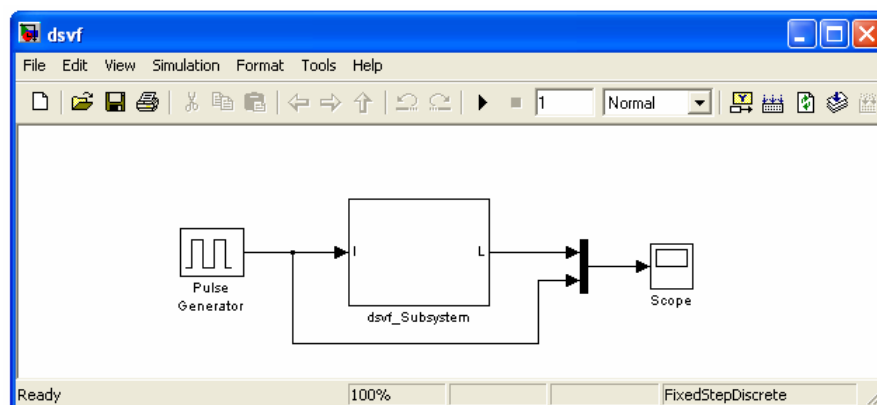 dsvf
File Edit View Simulation Format Tools Help
1 Normal
I L
Pulse
Generator
dsvf_Subsystem
Scope
Ready 100% FixedStepDiscrete